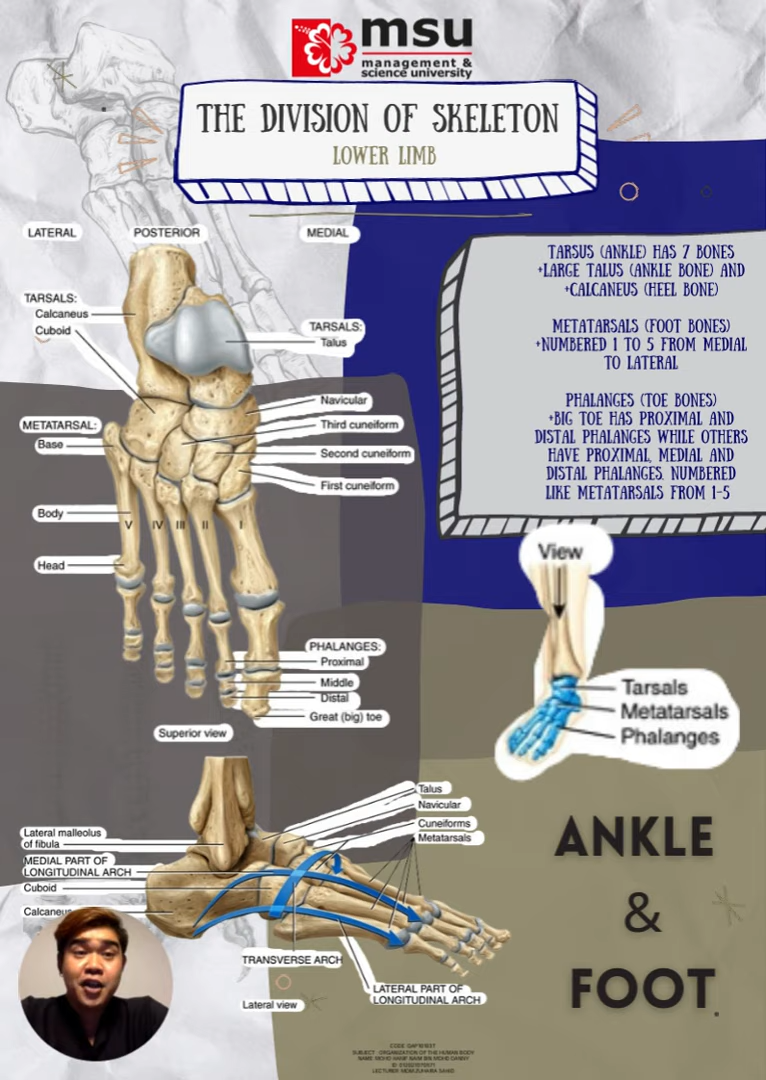 msu
management &
science university
THE DIVISION OF SKELETON
LOWER LIMB
LATERAL
POSTERIOR
MEDIAL
TARSALS:
Calcaneus
Cuboid
TARSALS:
Talus
METATARSAL:
Base
Navicular
Third cuneiform
Second cuneiform
First cuneiform
Body
V IV III II I
Head
PHALANGES:
Proximal
Middle
Distal
Great (big) toe
Superior view
TARSUS (ANKLE) HAS 7 BONES
+LARGE TALUS (ANKLE BONE) AND
+CALCANEUS (HEEL BONE)
METATARSALS (FOOT BONES)
+NUMBERED 1 TO 5 FROM MEDIAL
TO LATERAL
PHALANGES (TOE BONES)
+BIG TOE HAS PROXIMAL AND
DISTAL PHALANGES WHILE OTHERS
HAVE PROXIMAL, MEDIAL AND
DISTAL PHALANGES. NUMBERED
LIKE METATARSALS FROM 1-5
View
Tarsals
Metatarsals
Phalanges
Talus
Navicular
Cuneiforms
Metatarsals
Lateral malleolus
of fibula
MEDIAL PART OF
LONGITUDINAL ARCH
Cuboid
Calcaneus
TRANSVERSE ARCH
LATERAL PART OF
LONGITUDINAL ARCH
Lateral view
ANKLE
&
FOOT.
SUBJECT : ORGANIZATION OF THE HUMAN BODY